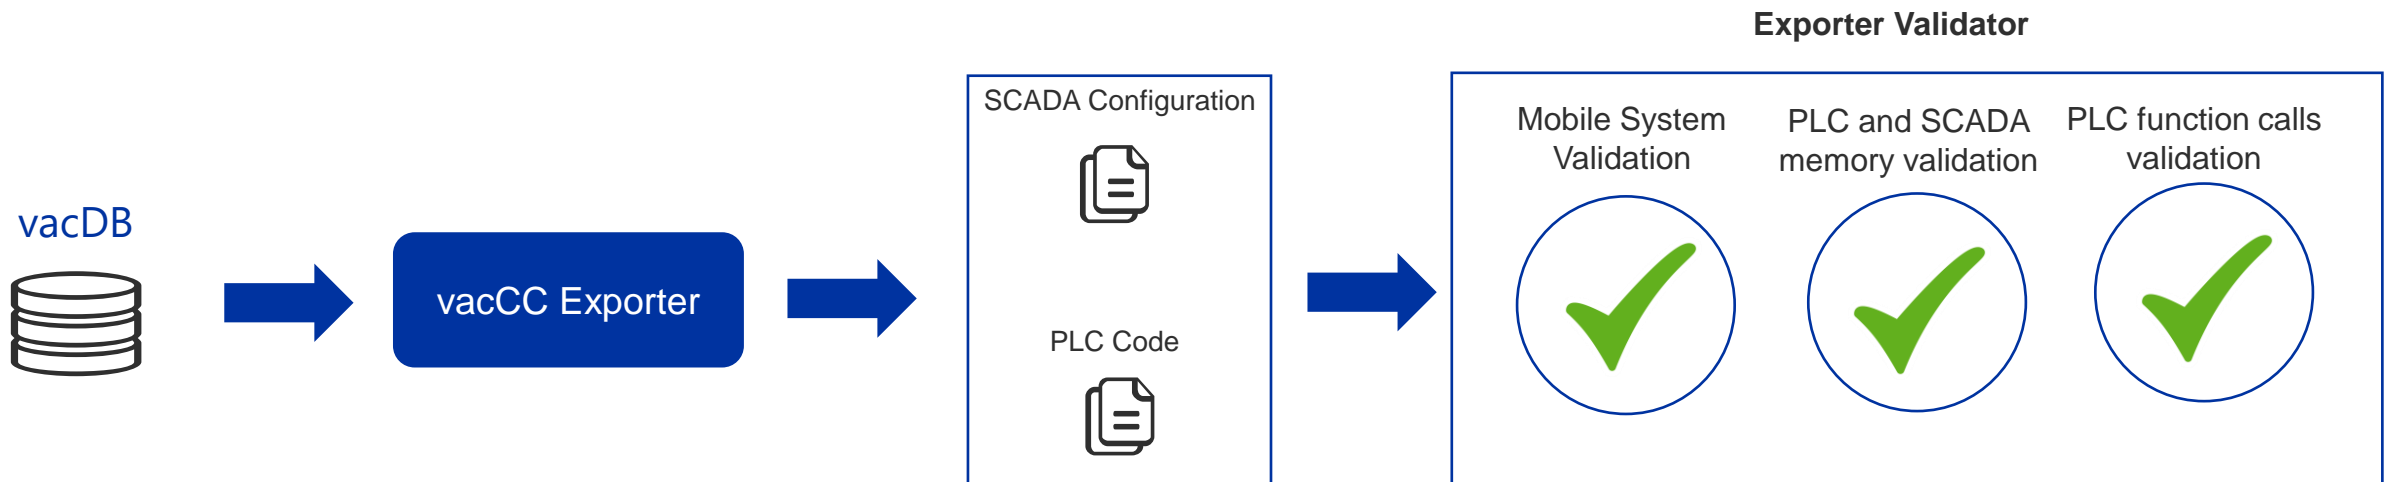 Exporter Validator
vacDB
vacCC Exporter
SCADA Configuration
PLC Code
Mobile System
Validation
PLC and SCADA
memory validation
PLC function calls
validation